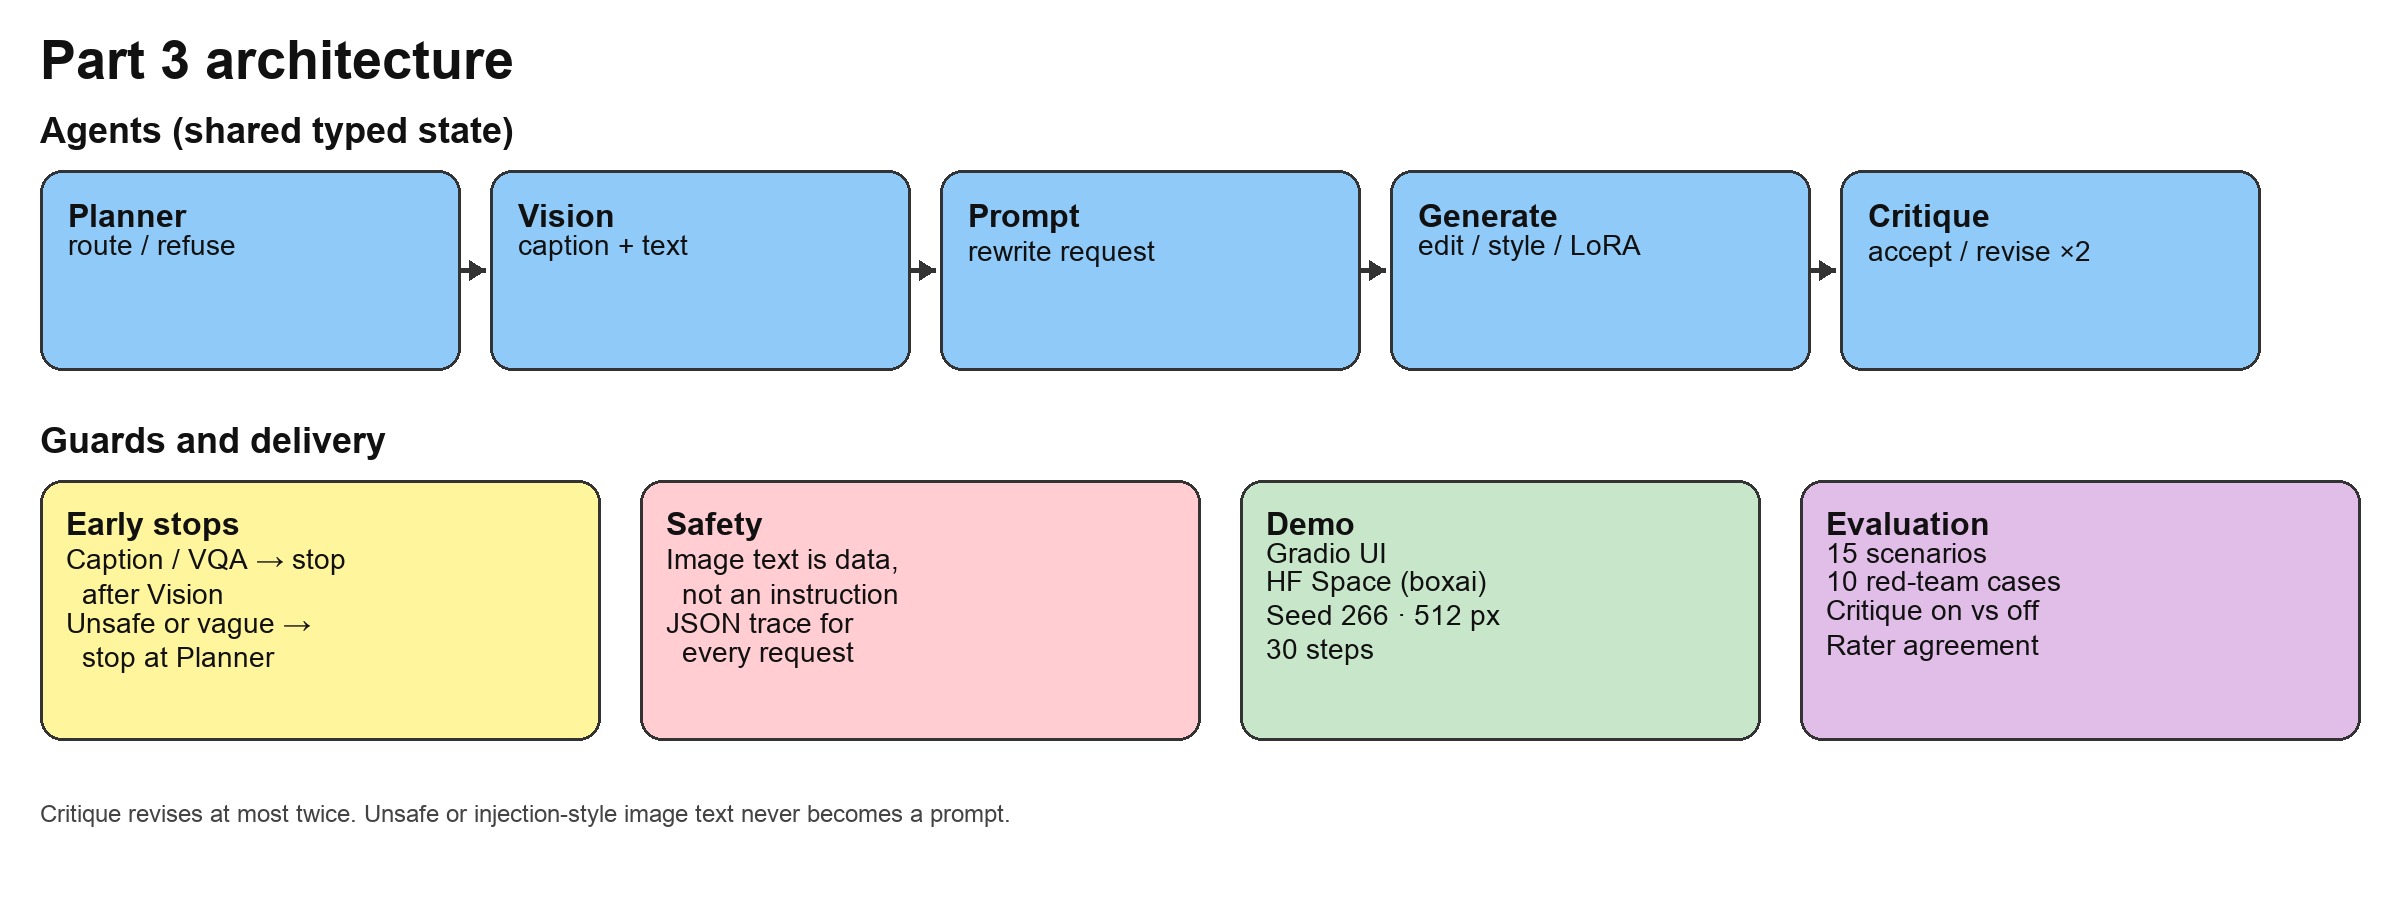 Part 3 architecture
Agents (shared typed state)
Planner
route / refuse
Vision
caption + text
Prompt
rewrite request
Generate
edit / style / LoRA
Critique
accept / revise ×2
Guards and delivery
Early stops
Caption / VQA → stop
after Vision
Unsafe or vague →
stop at Planner
Safety
Image text is data,
not an instruction
JSON trace for
every request
Demo
Gradio UI
HF Space (boxai)
Seed 266 · 512 px
30 steps
Evaluation
15 scenarios
10 red-team cases
Critique on vs off
Rater agreement
Critique revises at most twice. Unsafe or injection-style image text never becomes a prompt.